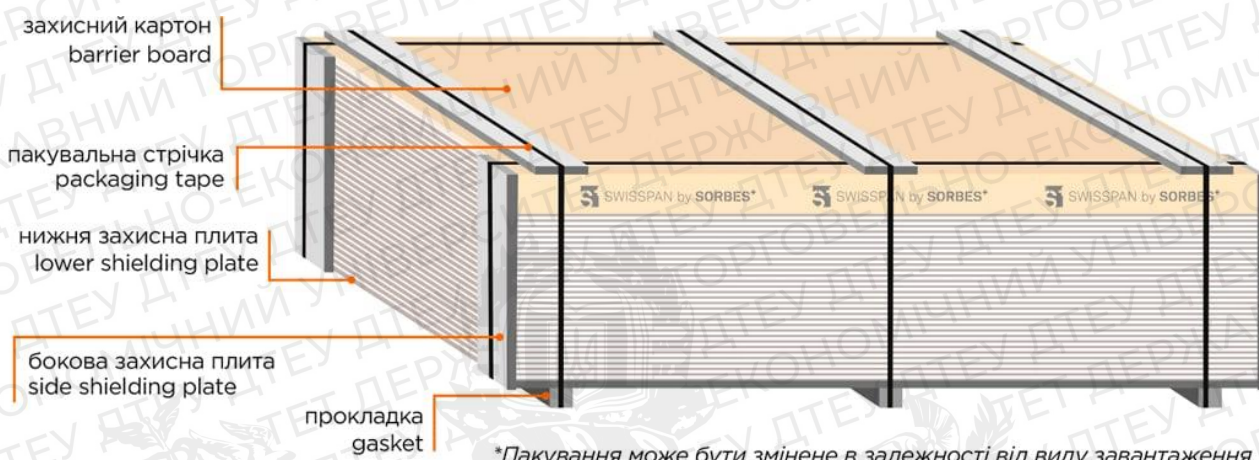 захисний картон
barrier board
пакувальна стрічка
packaging tape
нижня захисна плита
lower shielding plate
бокова захисна плита
side shielding plate
прокладка
gasket
SWISSPAN by SORBES*
SWISSPAN by SORBES*
SWISSPAN by SORBES*
*Пакування може бути змінене в залежності від виду завантаження